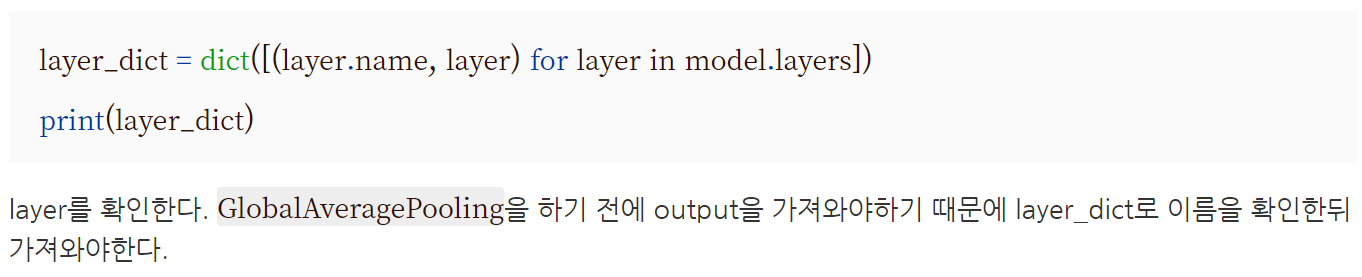 layer_dict = dict([(layer.name, layer) for layer in model.layers])
print(layer_dict)
layer를 확인한다. GlobalAveragePooling을 하기 전에 output을 가져와야하기 때문에 layer_dict로 이름을 확인한뒤
가져와야한다.